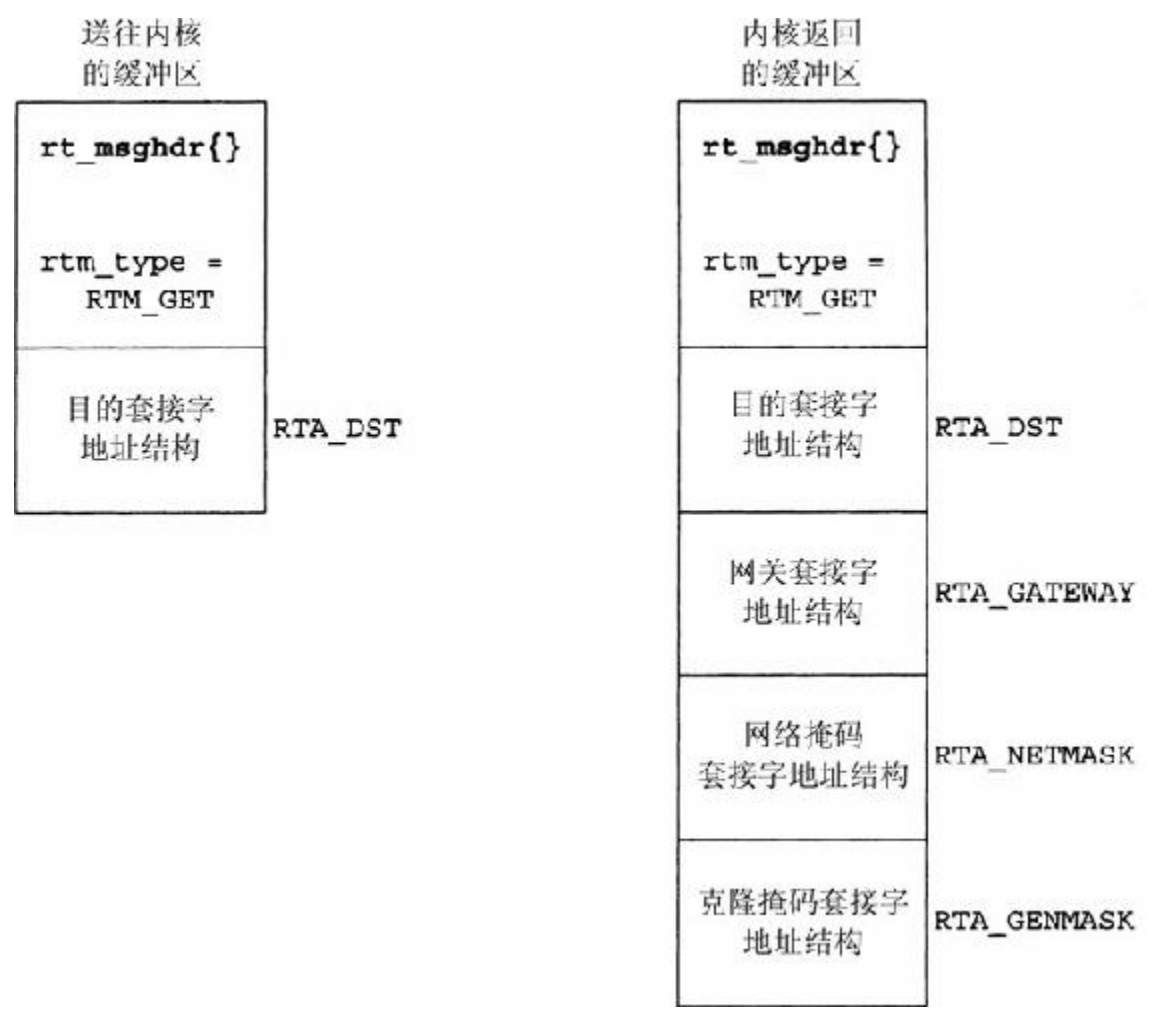 送往内核
的缓冲区
rt_msghdr{}
rtm_type =
RTM_GET
目的套接字
地址结构
RTA_DST
内核返回
的缓冲区
rt_msghdr{}
rtm_type =
RTM_GET
目的套接字
地址结构
RTA_DST
网关套接字
地址结构
RTA_GATEWAY
网络掩码
套接字地址结构
RTA_NETMASK
克隆掩码套接字
地址结构
RTA_GENMASK